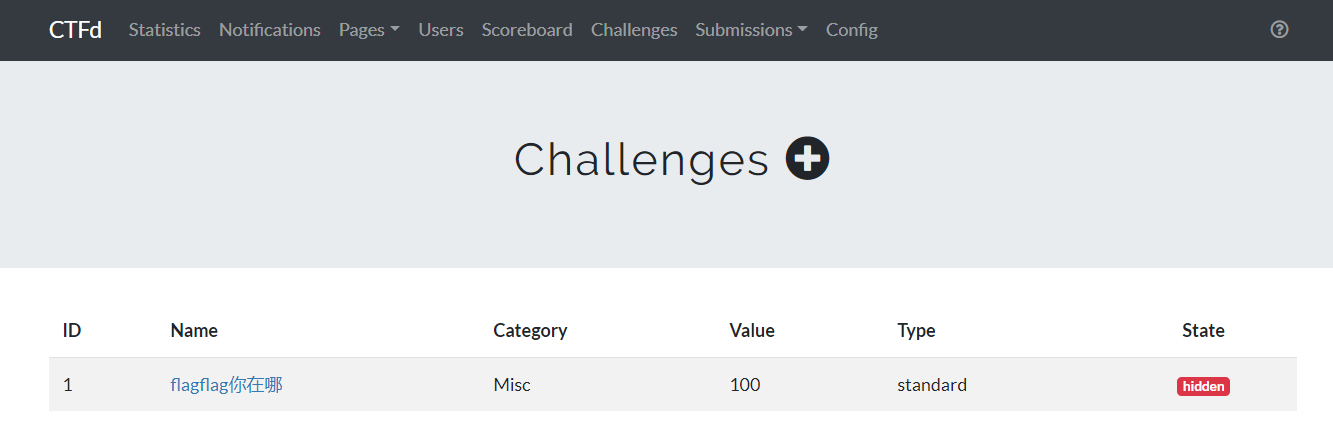 CTFd Statistics Notifications Pages Users Scoreboard Challenges Submissions Config
Challenges
ID Name Category Value Type State
1 flagflag你在哪 Misc 100 standard hidden